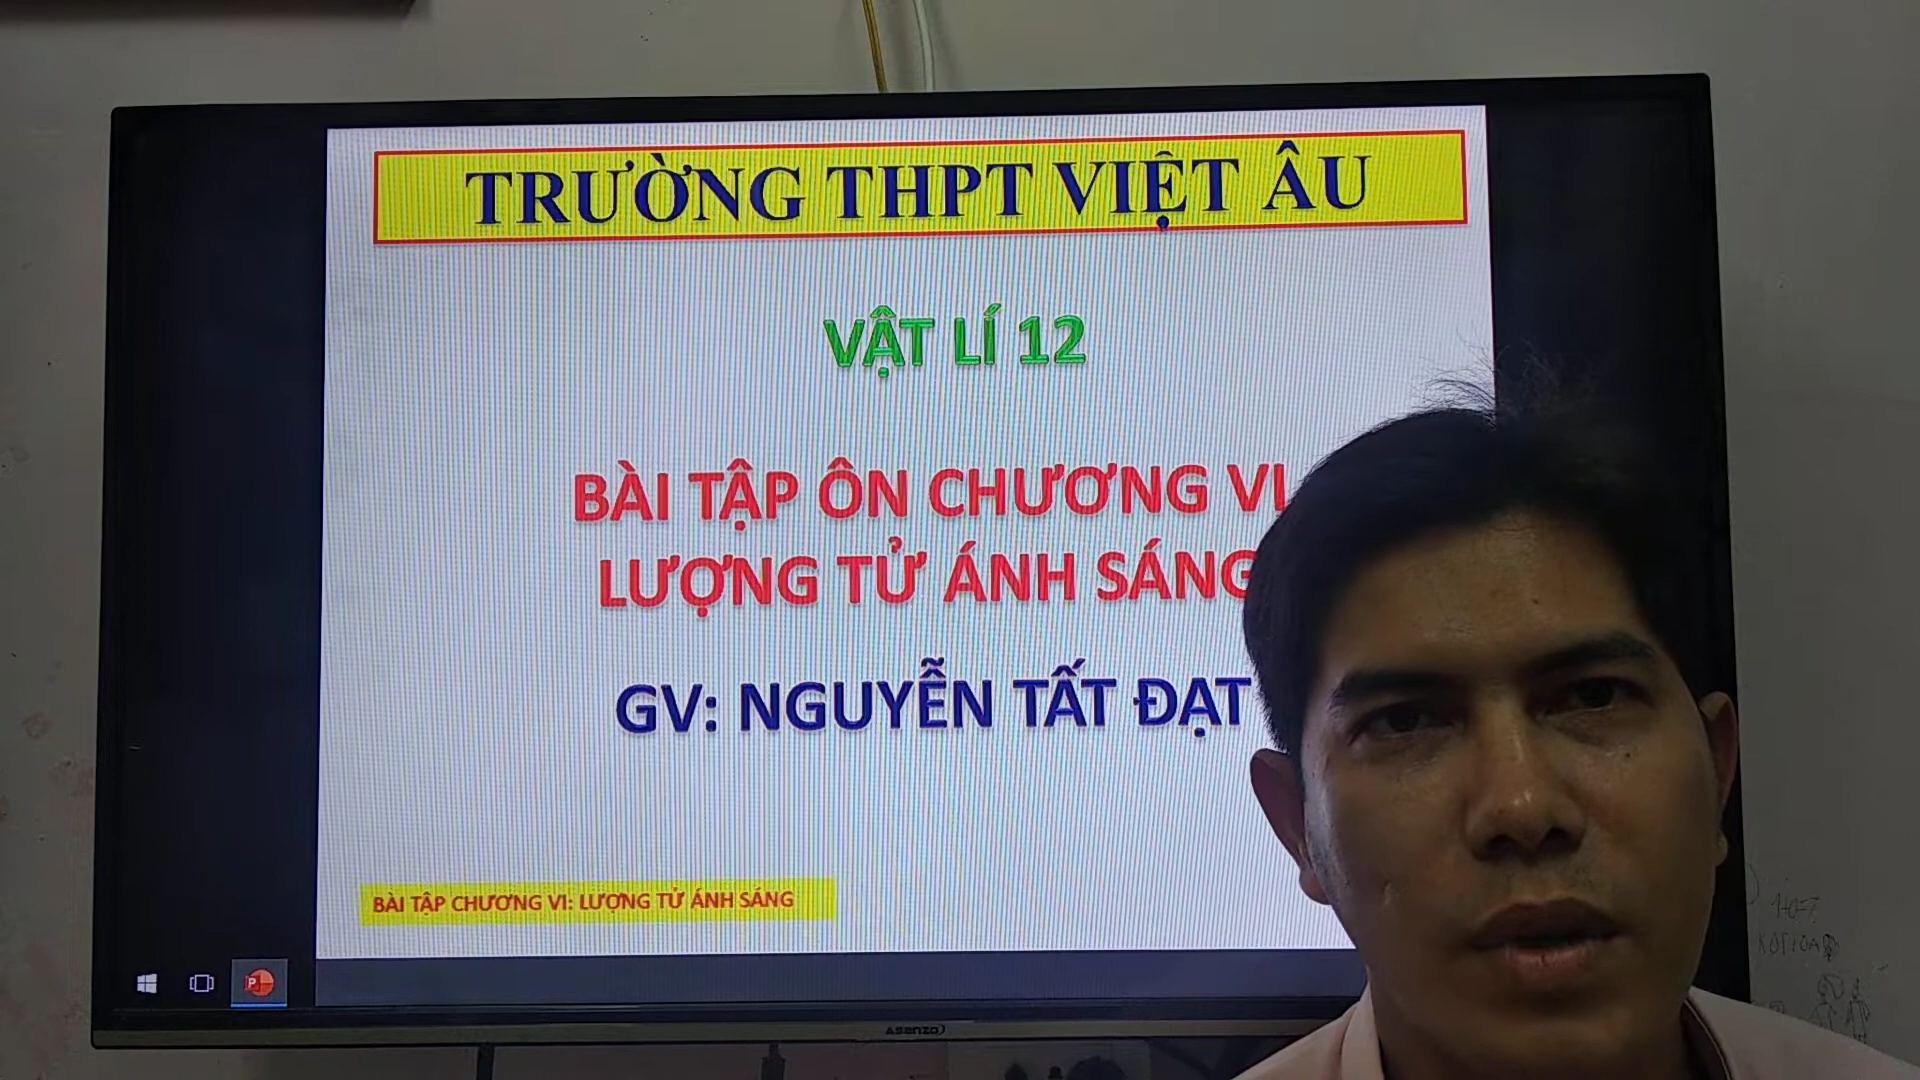 TRƯỜNG THPT VIỆT ÂU
VẬT LÍ 12
BÀI TẬP ÔN CHƯƠNG VI
LƯỢNG TỬ ÁNH SÁNG
GV: NGUYỄN TẤT ĐẠT
BÀI TẬP CHƯƠNG VI: LƯỢNG TỬ ÁNH SÁNG
asanzo